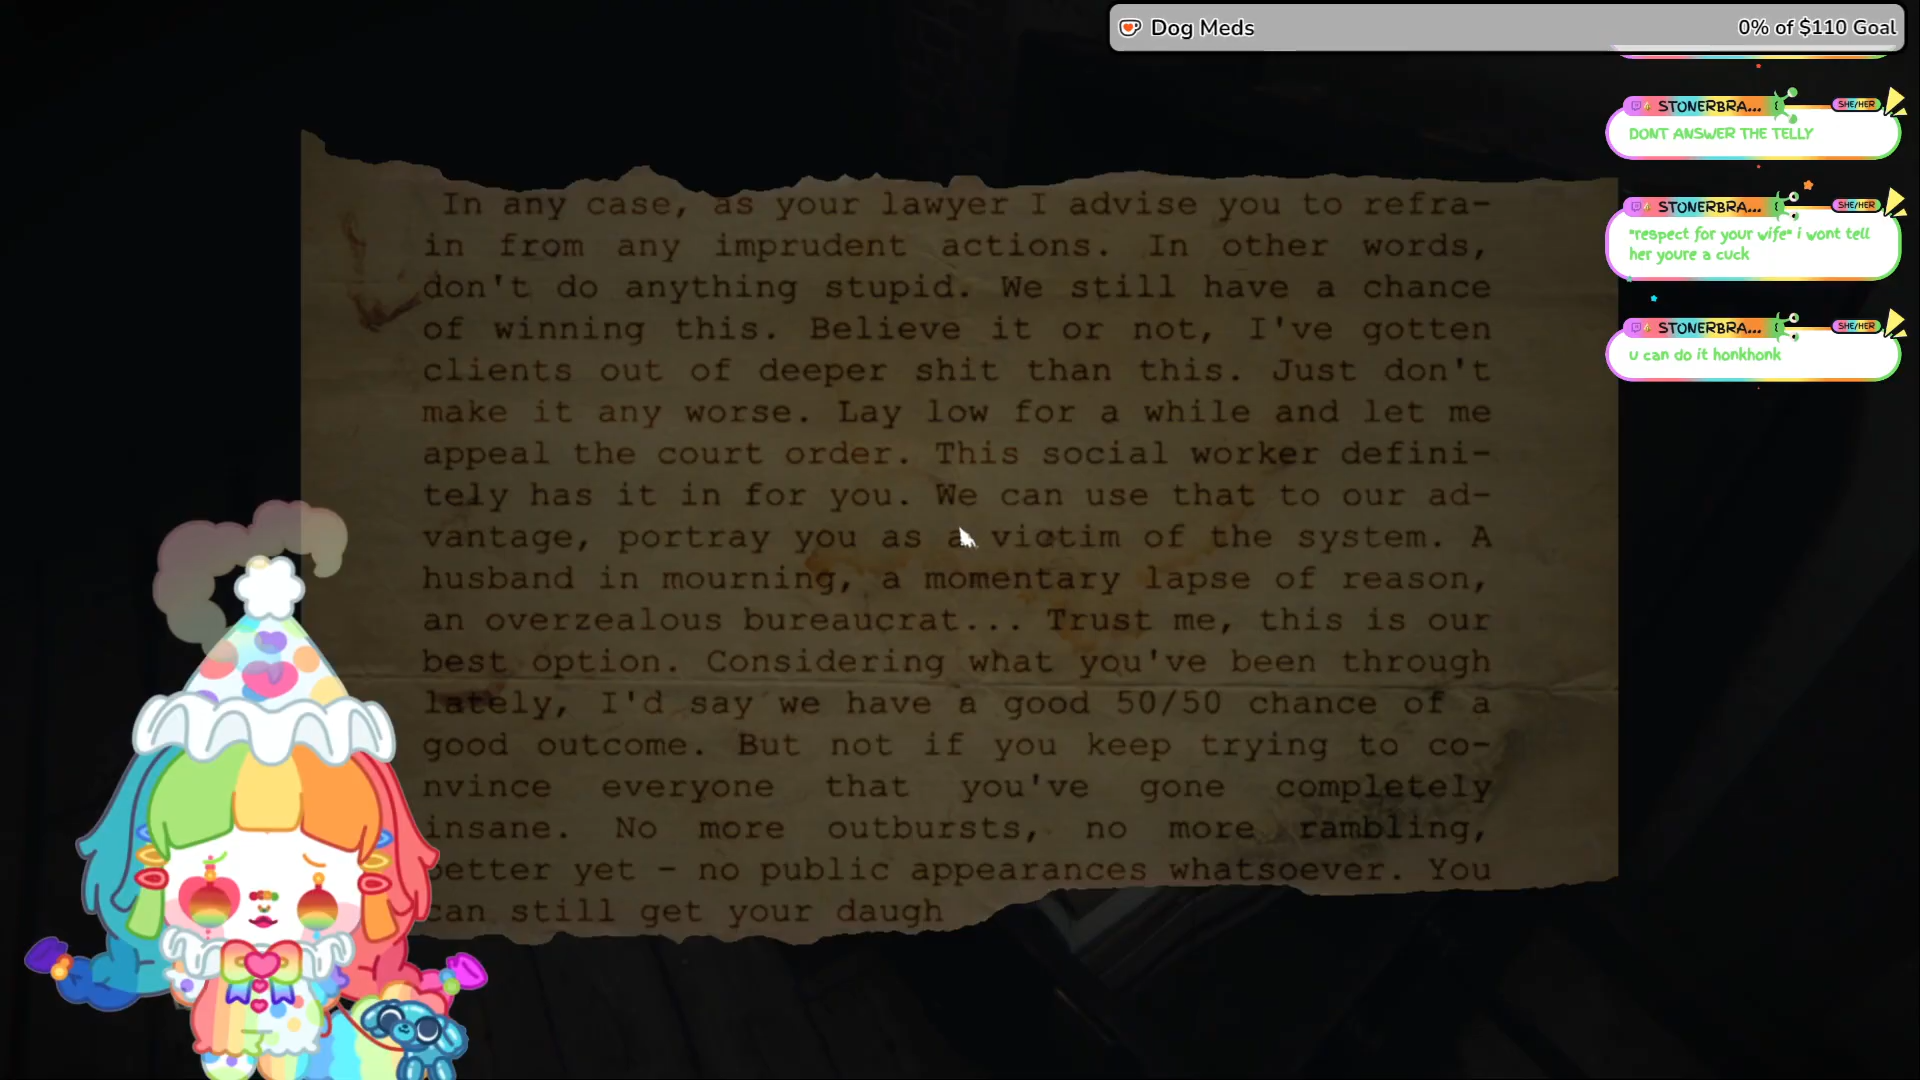 Dog Meds
0% of $110 Goal
STONERBRA...
SHE/HER
DONT ANSWER THE TELLY
STONERBRA...
SHE/HER
*respect for your wife* i wont tell
her youre a cuck
STONERBRA...
SHE/HER
u can do it honkhonk
In any case, as your lawyer I advise you to refra-
in from any imprudent actions. In other words,
don't do anything stupid. We still have a chance
of winning this. Believe it or not, I've gotten
clients out of deeper shit than this. Just don't
make it any worse. Lay low for a while and let me
appeal the court order. This social worker defini-
tely has it in for you. We can use that to our ad-
vantage, portray you as a victim of the system. A
husband in mourning, a momentary lapse of reason,
an overzealous bureaucrat... Trust me, this is our
best option. Considering what you've been through
lately, I'd say we have a good 50/50 chance of a
good outcome. But not if you keep trying to co-
nvince everyone that you've gone completely
insane. No more outbursts, no more rambling,
better yet - no public appearances whatsoever. You
can still get your daugh